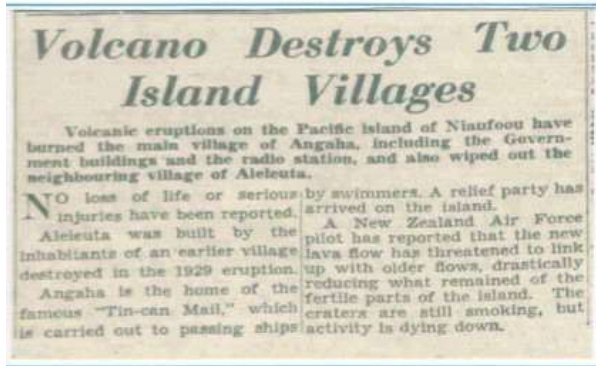 Volcano Destroys Two
Island Villages
Volcanic eruptions on the Pacific island of Niaufoou have
burned the main village of Angaha, including the Govern-
ment buildings and the radio station, and also wiped out the
neighbouring village of Aleleuta.
NO loss of life or serious
injuries have been reported.
Aleleuta was built by the
inhabitants of an earlier village
destroyed in the 1929 eruption.
Angaha is the home of the
famous "Tin-can Mail," which
is carried out to passing ships
by swimmers. A relief party has
arrived on the island.
A New Zealand Air Force
pilot has reported that the new
lava flow has threatened to link
up with older flows, drastically
reducing what remained of the
fertile parts of the island. The
craters are still smoking, but
activity is dying down.